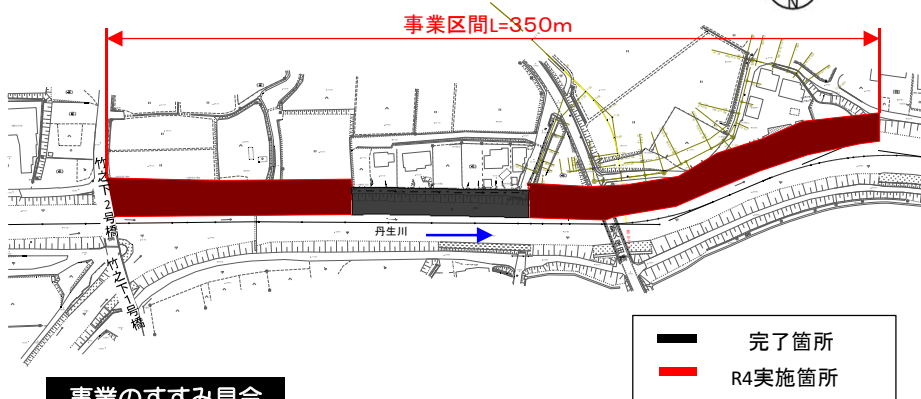 N
事業区間L=350m
竹之下2号橋
竹之下1号橋
丹生川
完了箇所
R4実施箇所
事業のすすみ具合